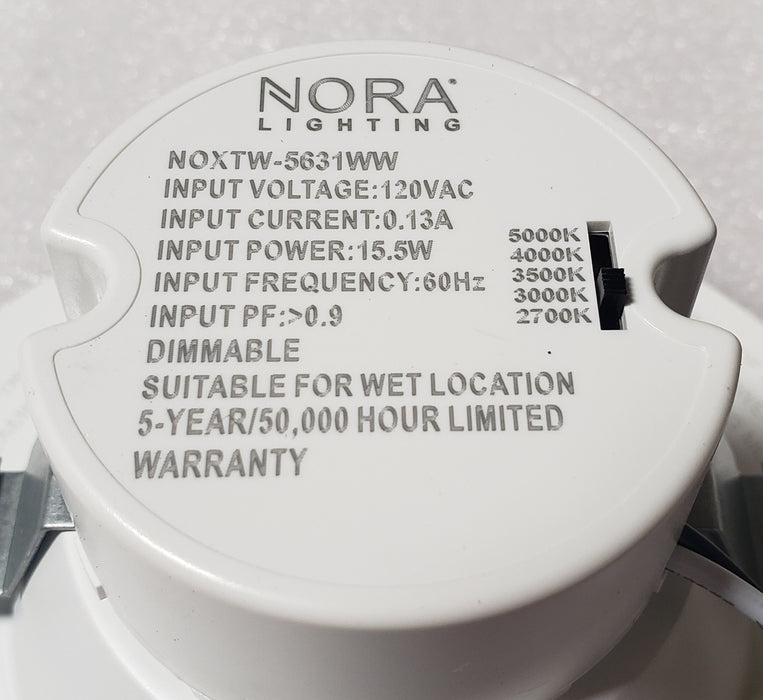 NORA
LIGHTING
NOXTW-5631WW
INPUT VOLTAGE:120VAC
INPUT CURRENT:0.13A
INPUT POWER:15.5W
INPUT FREQUENCY:60Hz
INPUT PF:>0.9
DIMMABLE
SUITABLE FOR WET LOCATION
5-YEAR/50,000 HOUR LIMITED
WARRANTY
5000K
4000K
3500K
3000K
2700K